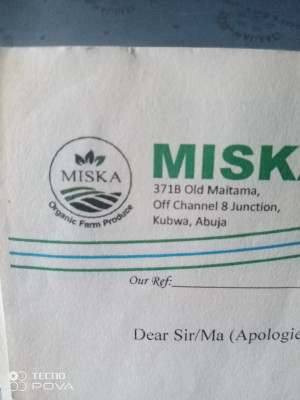 MISKA
Organic Farm Produce
MISKA
371B Old Maitama,
Off Channel 8 Junction,
Kubwa, Abuja
Our Ref:
Dear Sir/Ma (Apologie
TECNO
POVA